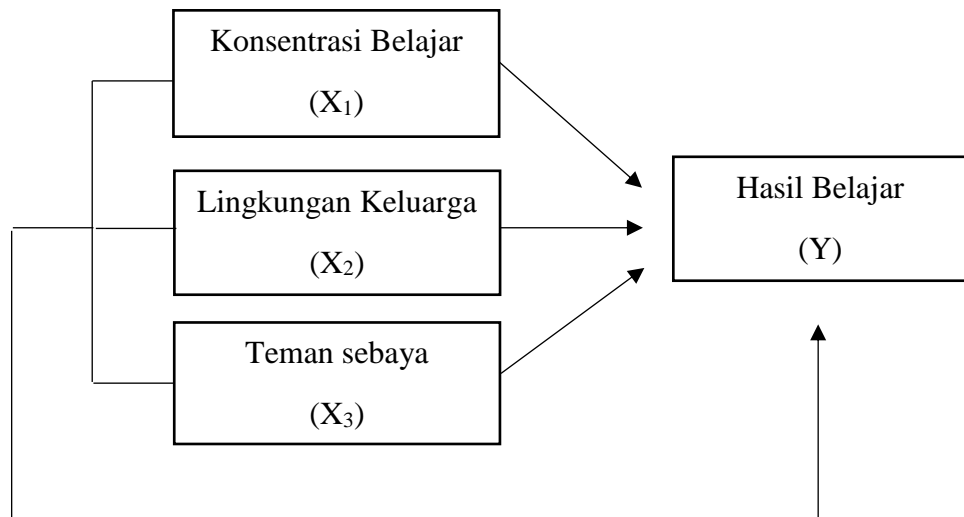 Konsentrasi Belajar
(X₁)
Lingkungan Keluarga
(X₂)
Teman sebaya
(X₃)
Hasil Belajar
(Y)